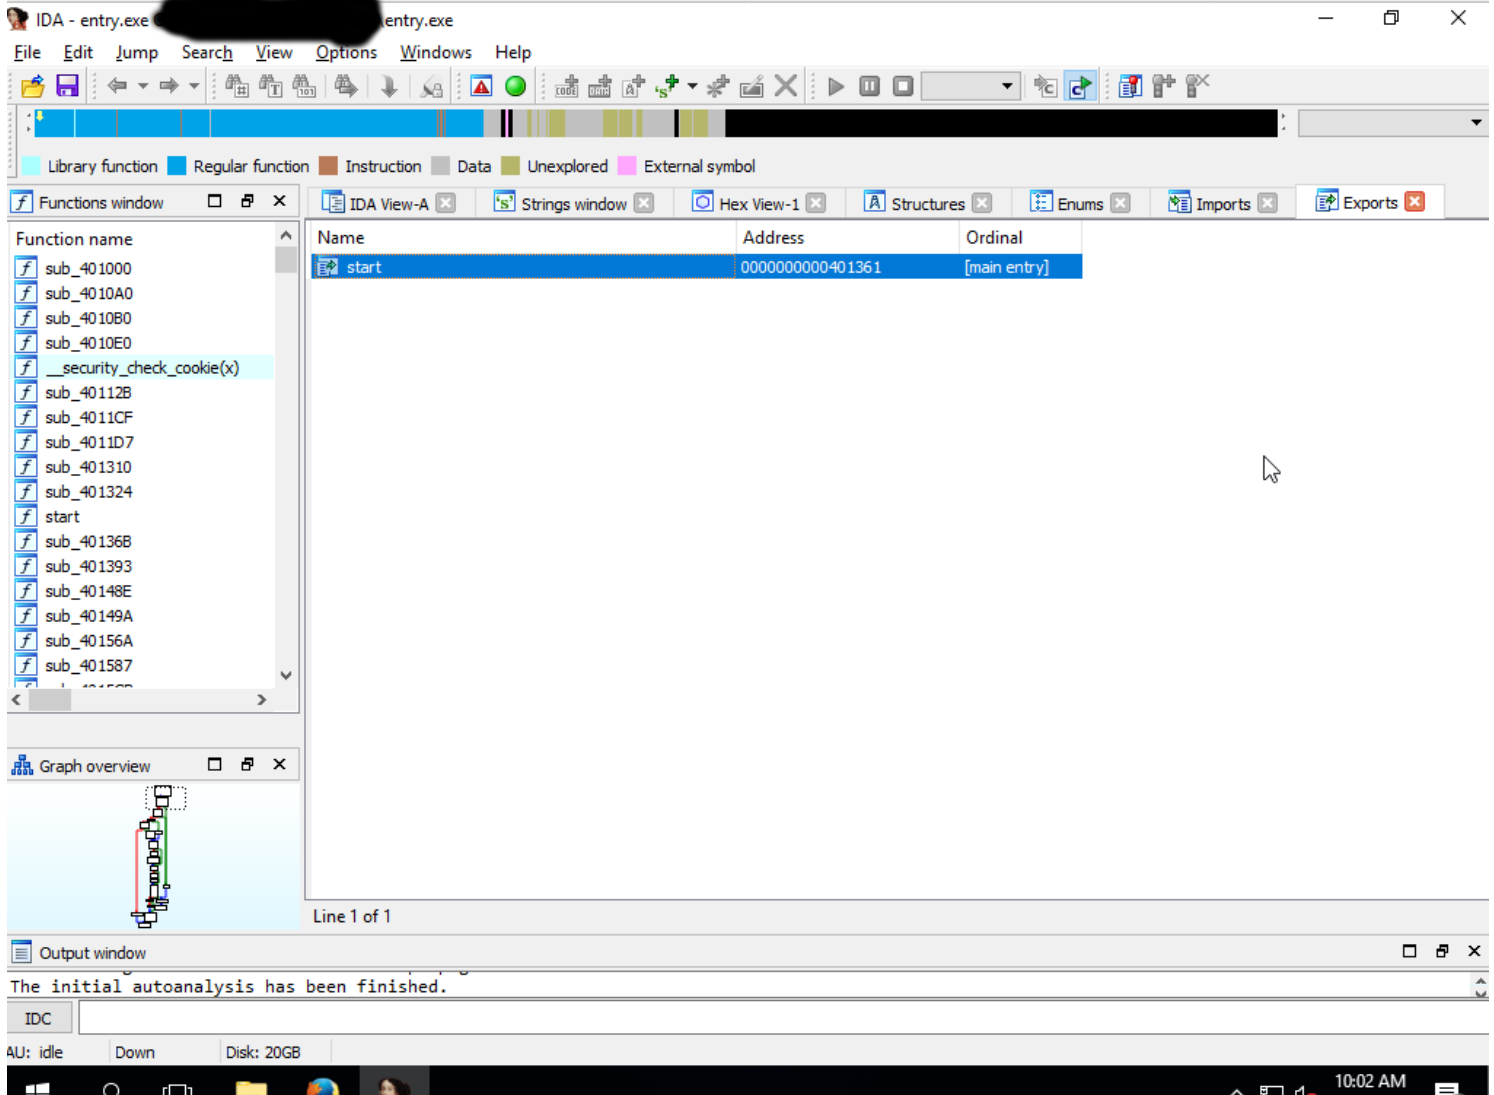 IDA - entry.exe entry.exe
File Edit Jump Search View Options Windows Help
Library function Regular function Instruction Data Unexplored External symbol
Functions window
IDA View-A Strings window Hex View-1 Structures Enums Imports Exports
Function name
Name Address Ordinal
start 0000000000401361 [main entry]
sub_401000
sub_4010A0
sub_4010B0
sub_4010E0
__security_check_cookie(x)
sub_40112B
sub_4011CF
sub_4011D7
sub_401310
sub_401324
start
sub_40136B
sub_401393
sub_40148E
sub_40149A
sub_40156A
sub_401587
Graph overview
Line 1 of 1
Output window
The initial autoanalysis has been finished.
IDC
AU: idle Down Disk: 20GB
10:02 AM